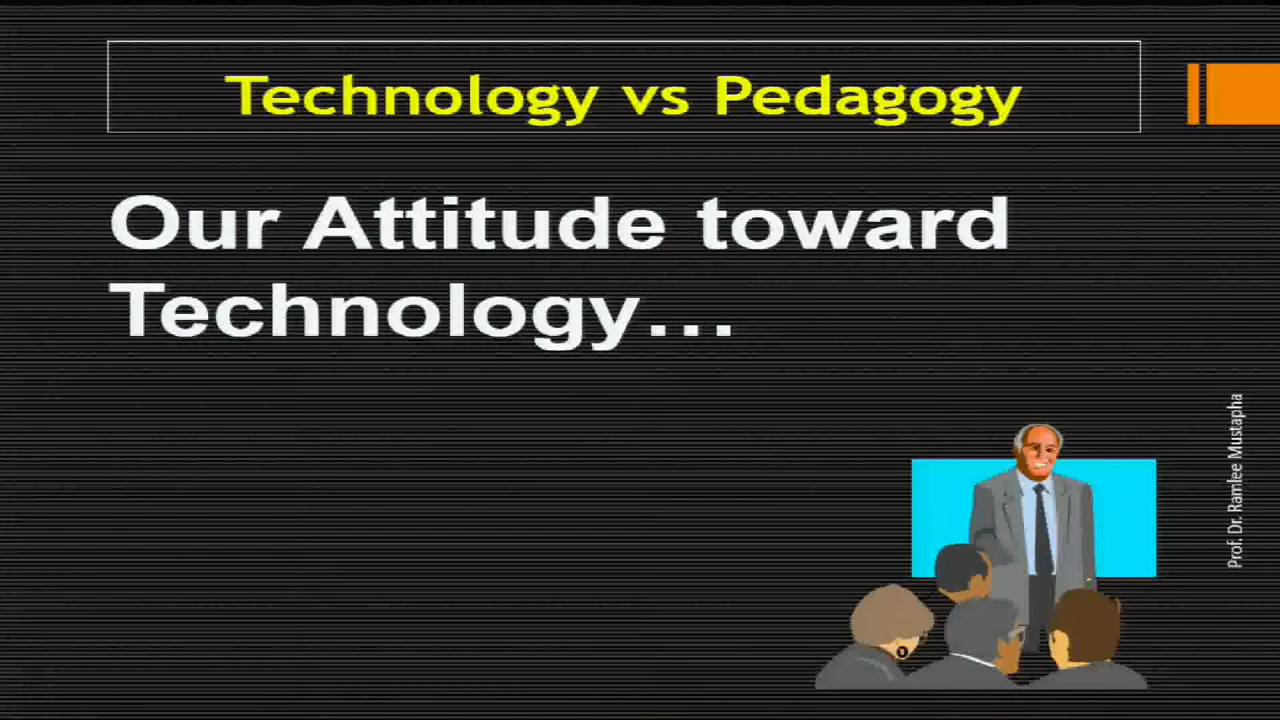 Technology vs Pedagogy
Our Attitude toward
Technology...
Prof. Dr. Ramlee Mustapha